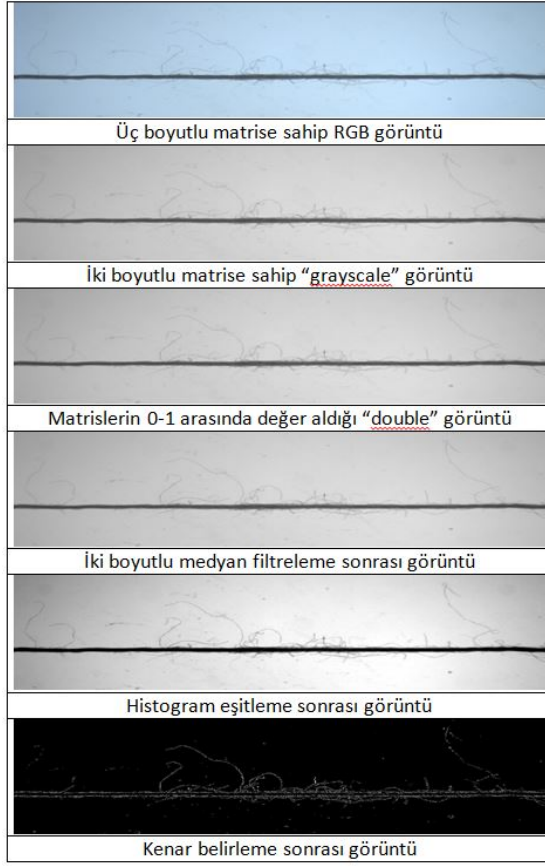 Üç boyutlu matrise sahip RGB görüntü
İki boyutlu matrise sahip “grayscale” görüntü
Matrislerin 0-1 arasında değer aldığı “double” görüntü
İki boyutlu medyan filtreleme sonrası görüntü
Histogram eşitleme sonrası görüntü
Kenar belirleme sonrası görüntü